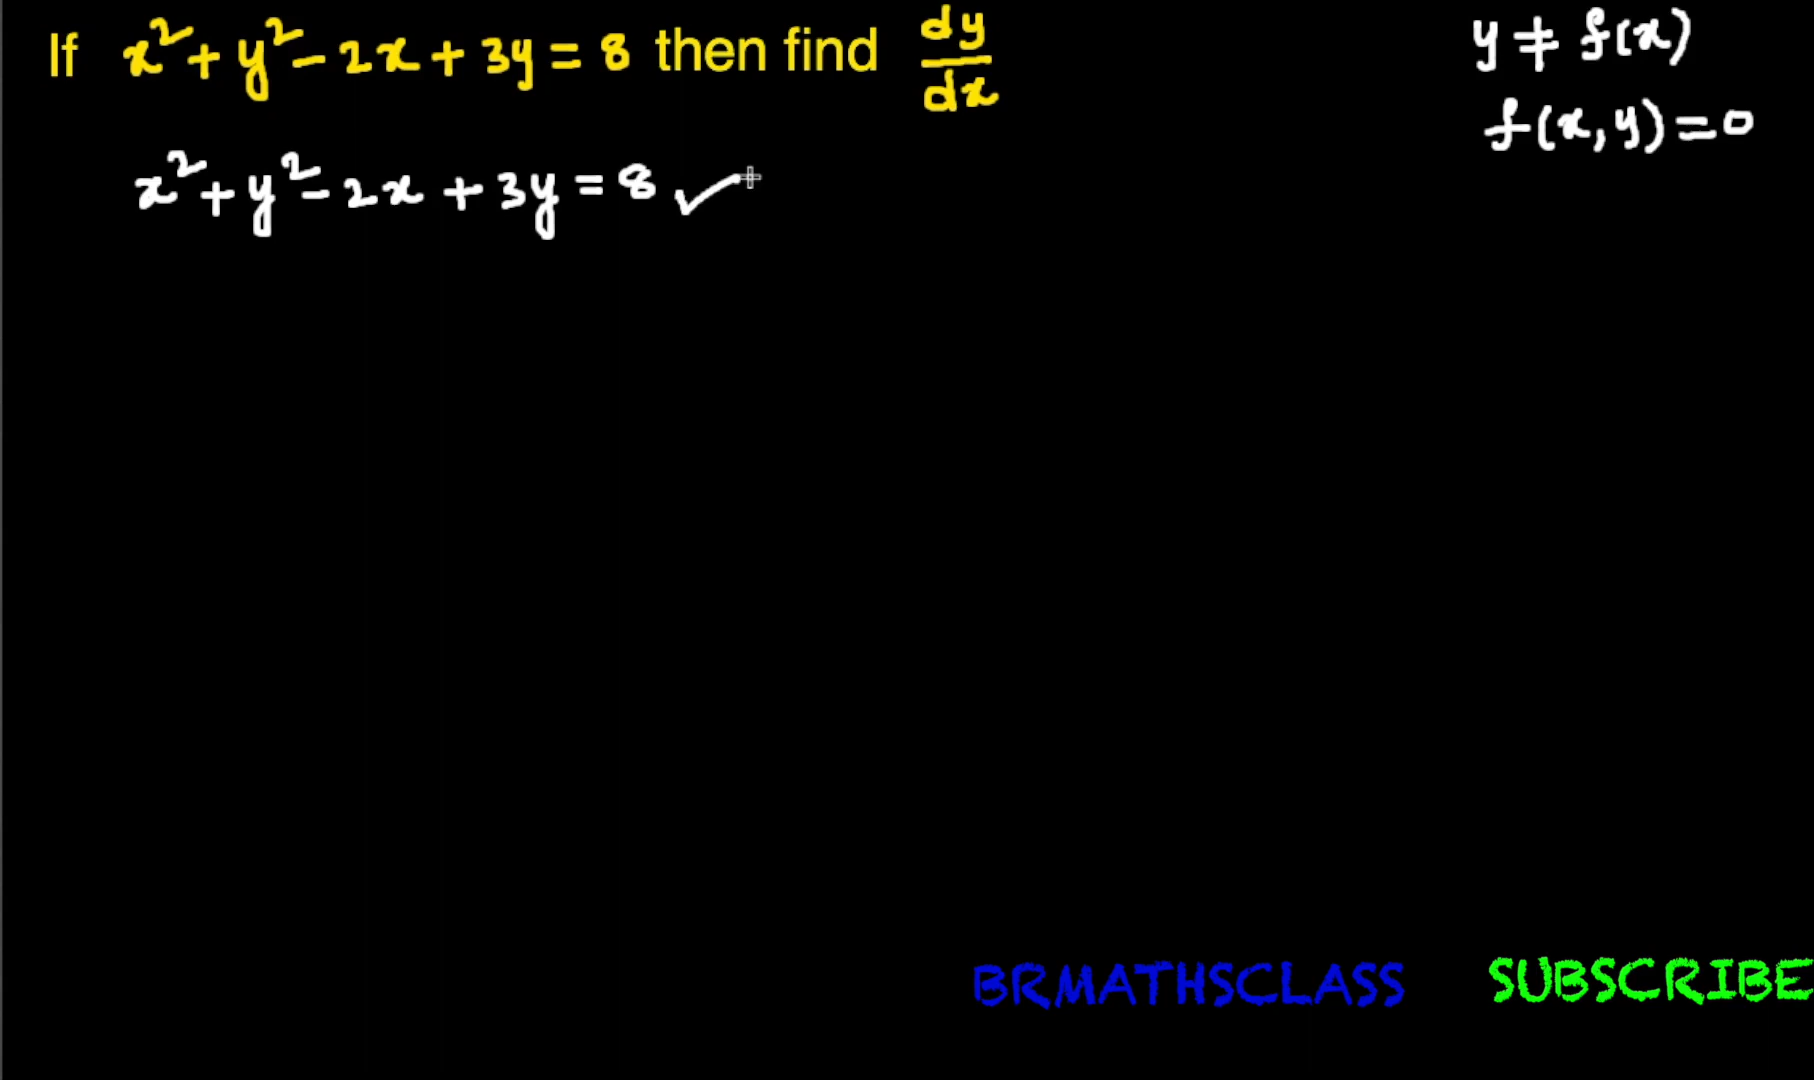 If x²+y²-2x+3y=8 then find dy/dx
y≠f(x)
f(x,y)=0
x²+y²-2x+3y=8 ✓
BRMATHSCLASS SUBSCRIBE